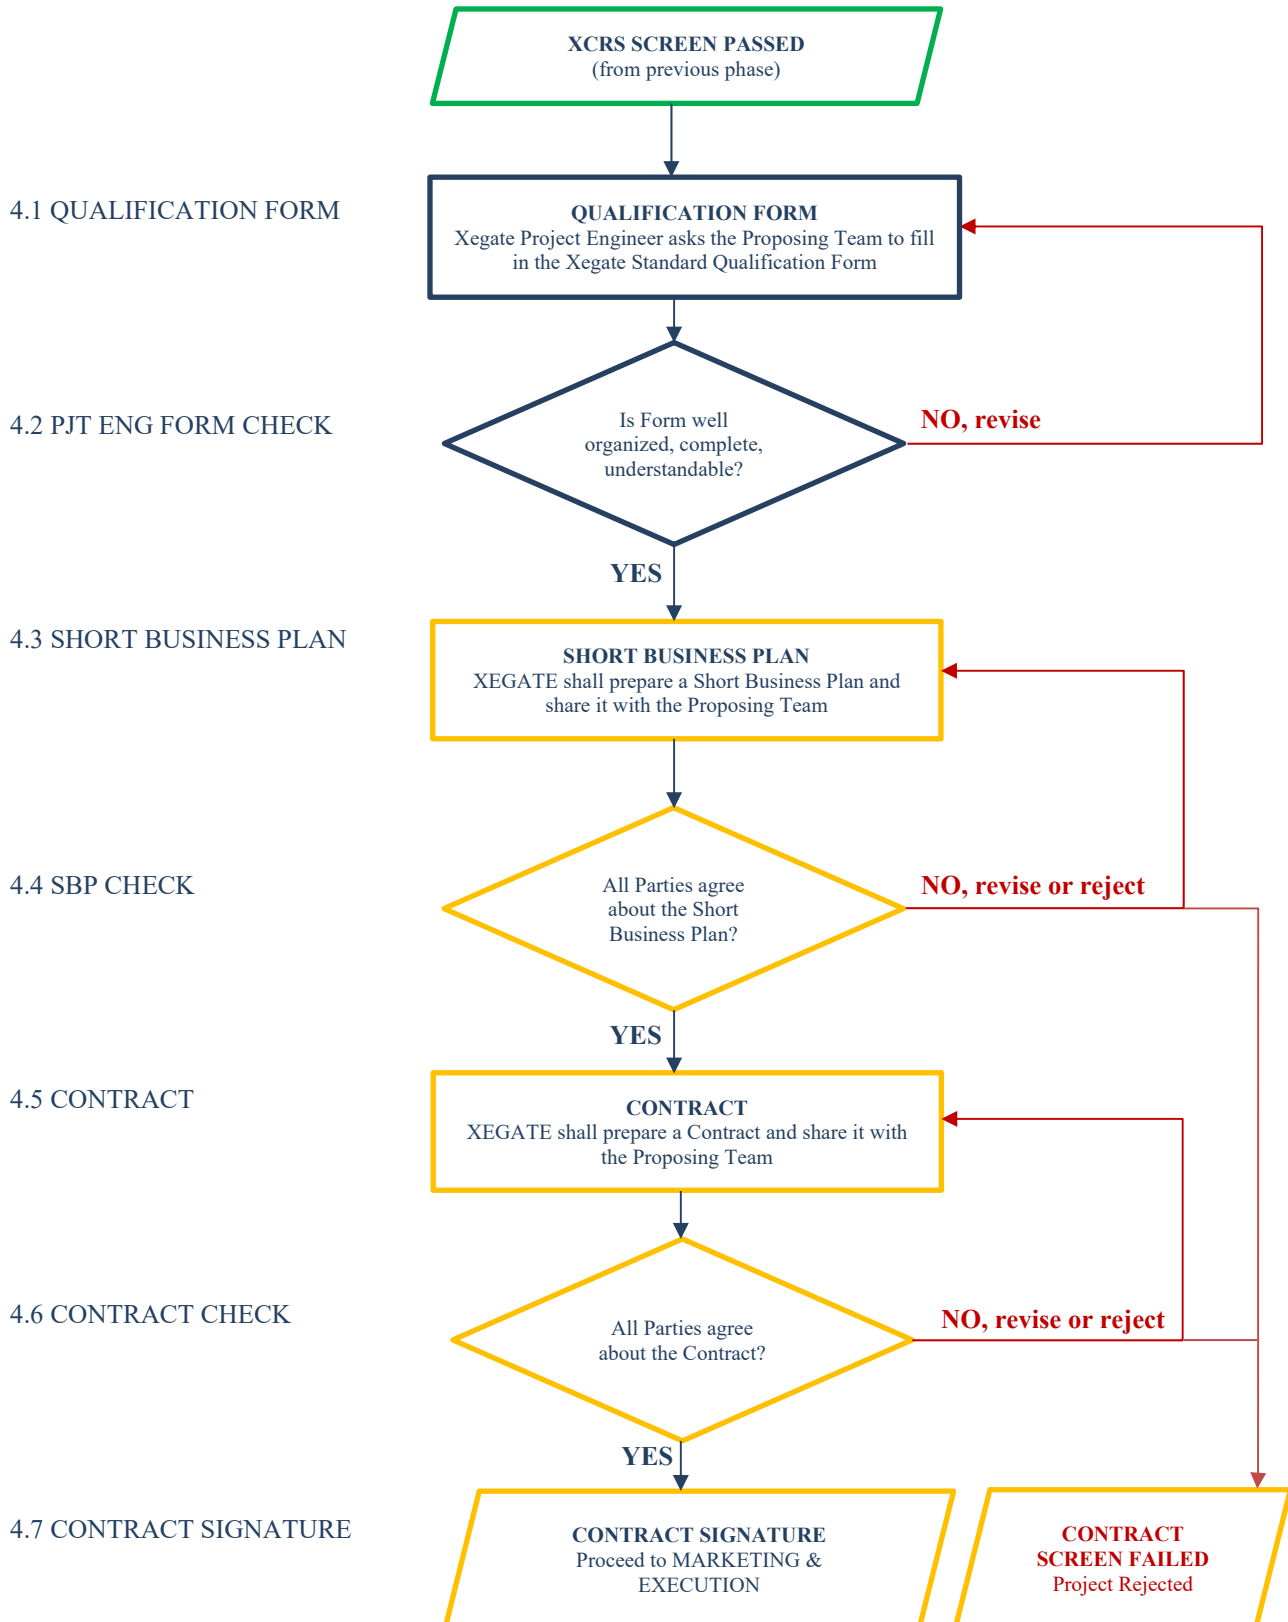 XCRS SCREEN PASSED
(from previous phase)
4.1 QUALIFICATION FORM
QUALIFICATION FORM
Xegate Project Engineer asks the Proposing Team to fill
in the Xegate Standard Qualification Form
4.2 PJT ENG FORM CHECK
Is Form well
organized, complete,
understandable?
NO, revise
YES
4.3 SHORT BUSINESS PLAN
SHORT BUSINESS PLAN
XEGATE shall prepare a Short Business Plan and
share it with the Proposing Team
4.4 SBP CHECK
All Parties agree
about the Short
Business Plan?
NO, revise or reject
YES
4.5 CONTRACT
CONTRACT
XEGATE shall prepare a Contract and share it with
the Proposing Team
4.6 CONTRACT CHECK
All Parties agree
about the Contract?
NO, revise or reject
YES
4.7 CONTRACT SIGNATURE
CONTRACT SIGNATURE
Proceed to MARKETING &
EXECUTION
CONTRACT
SCREEN FAILED
Project Rejected